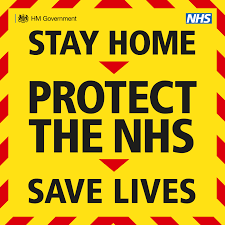 HM Government NHS
STAY HOME
PROTECT
THE NHS
SAVE LIVES